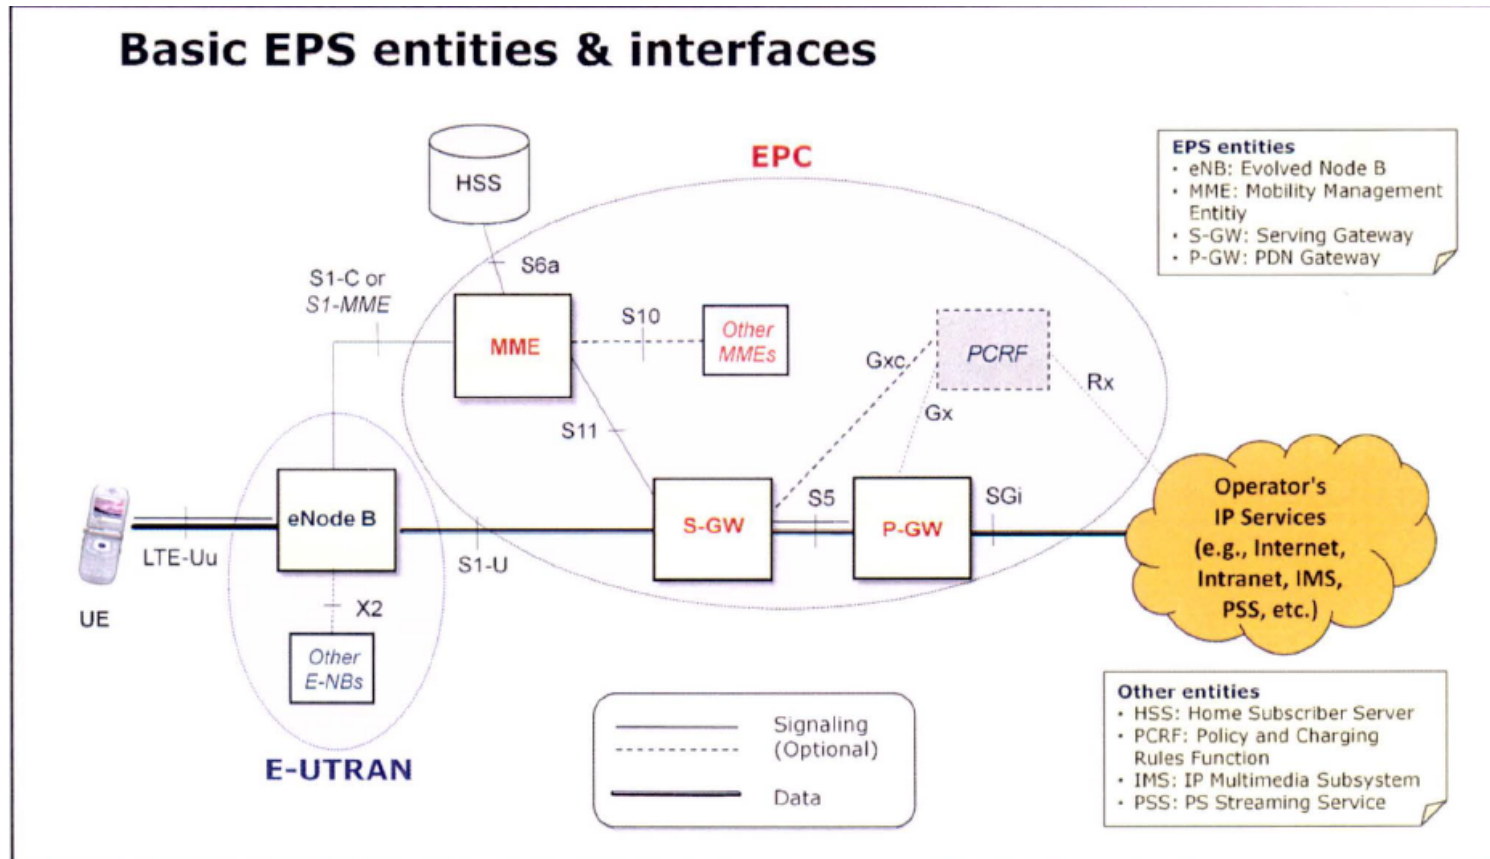 Basic EPS entities & interfaces
HSS
EPC
EPS entities
• eNB: Evolved Node B
• MME: Mobility Management
Entitiy
• S-GW: Serving Gateway
• P-GW: PDN Gateway
S6a
S1-C or
S1-MME
MME
S10
Other
MMEs
PCRF
Gxc
Rx
Gx
S11
eNode B
S-GW
S5
P-GW
SGi
Operator's
IP Services
(e.g., Internet,
Intranet, IMS,
PSS, etc.)
LTE-Uu
S1-U
UE
X2
Other
E-NBs
E-UTRAN
Signaling
(Optional)
Data
Other entities
• HSS: Home Subscriber Server
• PCRF: Policy and Charging
Rules Function
• IMS: IP Multimedia Subsystem
• PSS: PS Streaming Service